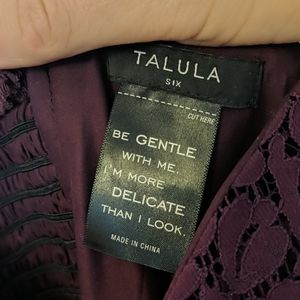 TALULA
SIX
CUT HERE
BE GENTLE
WITH ME.
I'M MORE
DELICATE
THAN I LOOK.
MADE IN CHINA